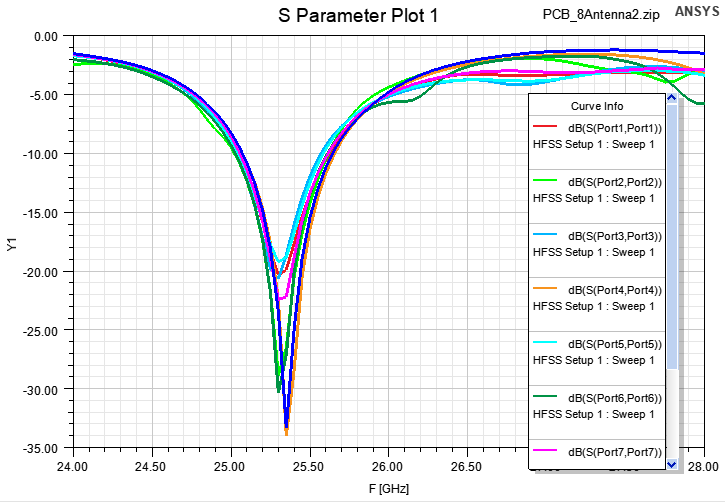 S Parameter Plot 1
PCB_8Antenna2.zip
ANSYS
0.00
-5.00
-10.00
-15.00
-20.00
-25.00
-30.00
-35.00
Y1
Curve Info
dB(S(Port1,Port1))
HFSS Setup 1 : Sweep 1
dB(S(Port2,Port2))
HFSS Setup 1 : Sweep 1
dB(S(Port3,Port3))
HFSS Setup 1 : Sweep 1
dB(S(Port4,Port4))
HFSS Setup 1 : Sweep 1
dB(S(Port5,Port5))
HFSS Setup 1 : Sweep 1
dB(S(Port6,Port6))
HFSS Setup 1 : Sweep 1
dB(S(Port7,Port7))
24.00 24.50 25.00 25.50 26.00 26.50 28.00
F [GHz]